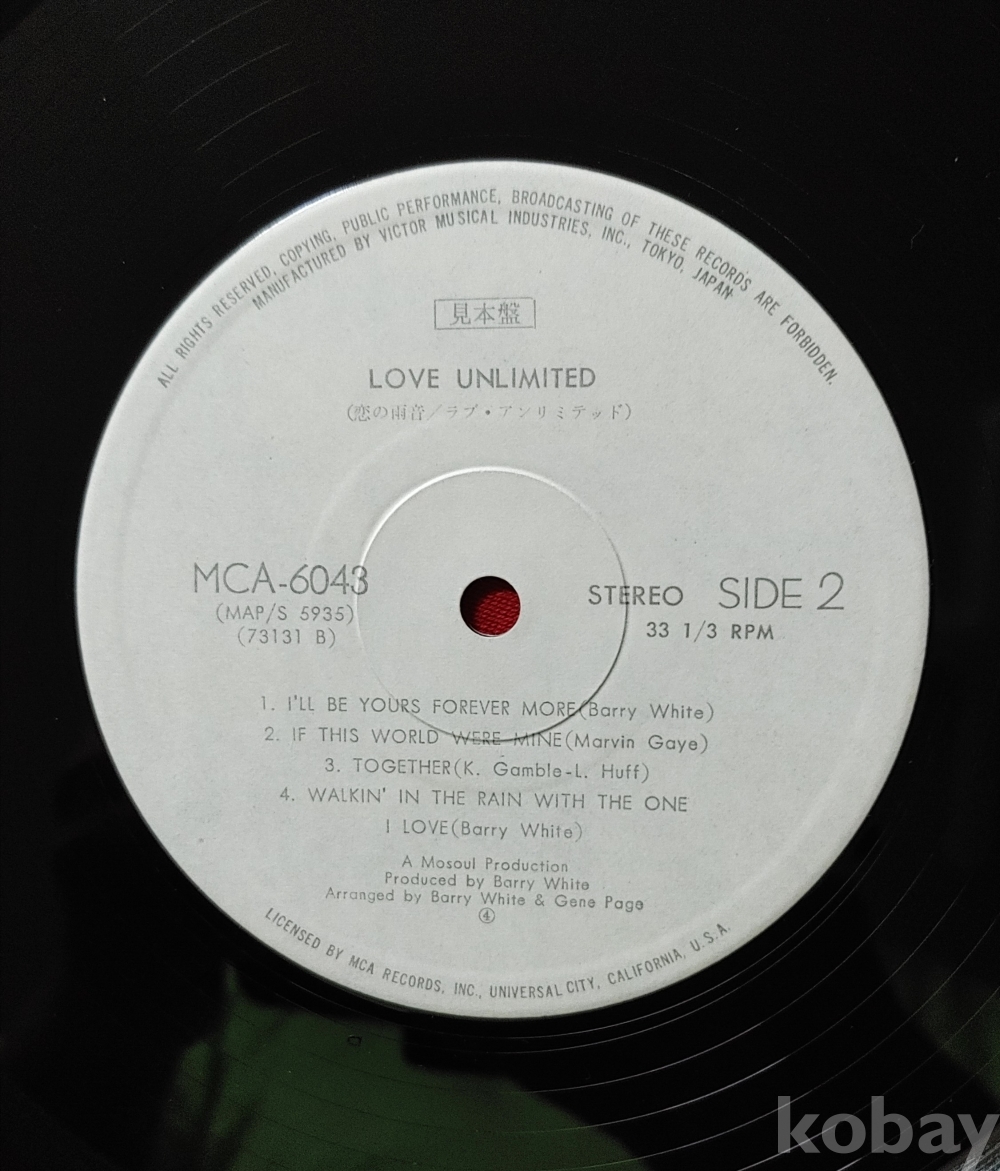 ALL RIGHTS RESERVED, COPYING, PUBLIC PERFORMANCE, BROADCASTING OF THESE RECORDS ARE FORBIDDEN.
MANUFACTURED BY VICTOR MUSICAL INDUSTRIES, INC., TOKYO, JAPAN
見本盤
LOVE UNLIMITED
(恋の雨音/ラブ・アンリミテッド)
MCA-6043
(MAP/S 5935)
(73131 B)
STEREO SIDE 2
33 1/3 RPM
1. I'LL BE YOURS FOREVER MORE(Barry White)
2. IF THIS WORLD WERE MINE(Marvin Gaye)
3. TOGETHER(K. Gamble-L. Huff)
4. WALKIN' IN THE RAIN WITH THE ONE
I LOVE(Barry White)
A Mosoul Production
Produced by Barry White
Arranged by Barry White & Gene Page
④
LICENSED BY MCA RECORDS, INC., UNIVERSAL CITY, CALIFORNIA, U.S.A.
kobay